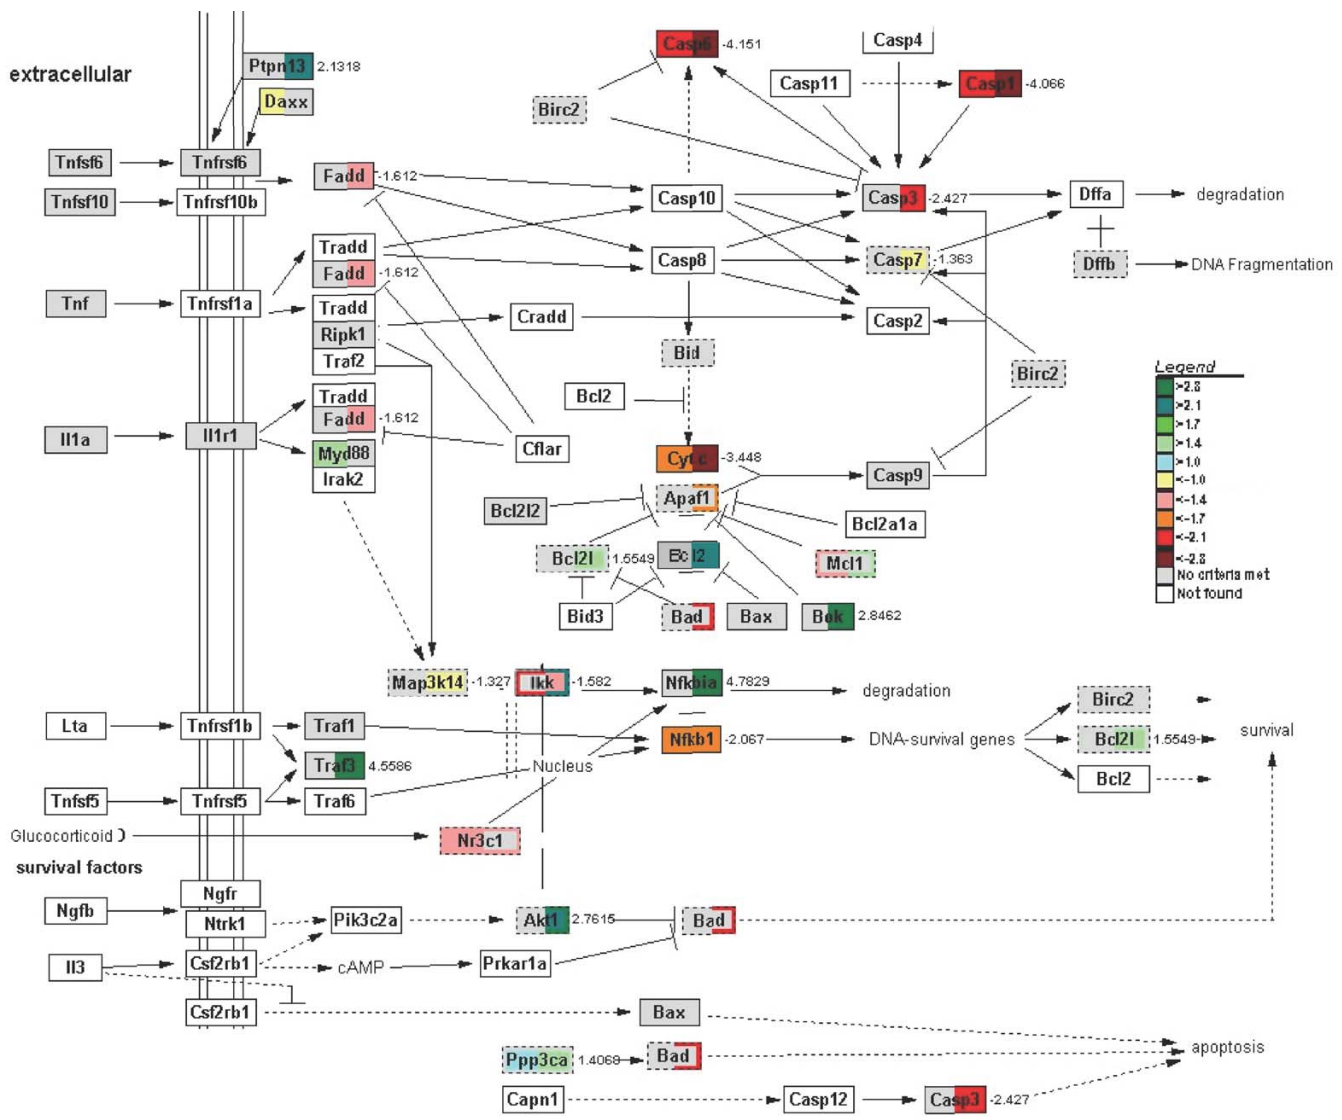 Casp6 -4.151
Casp4
Ptpn13 2.1318
extracellular
Casp11
Casp1 -4.066
Daxx
Birc2
Tnfsf6
Tnfrsf6
Fadd -1.612
Tnfsf10
Tnfrsf10b
Casp10
Casp3 -2.427
Dffa
degradation
Tradd
Casp8
Casp7 -1.363
Dffb
DNA Fragmentation
Fadd -1.612
Tnf
Tnfrsf1a
Tradd
Cradd
Casp2
Ripk1
Traf2
Bid
Birc2
Legend
>2.8
>2.1
>1.7
>1.4
>1.0
<-1.0
<-1.4
<-1.7
<-2.1
<-2.8
No criteria met
Not found
Tradd
Bcl2
Fadd -1.612
Il1a
Il1r1
Myd88
Cflar
Cyt c -3.448
Irak2
Casp9
Apaf1
Bcl2l2
Bcl2a1a
Bcl2l 1.5549
Bcl2
Mcl1
Bid3
Bad
Bax
Bok 2.8462
Map3k14 -1.327
Ikk -1.582
Nfkbia 4.7829
degradation
Birc2
Lta
Tnfrsf1b
Traf1
Nfkb1 -2.067
DNA-survival genes
Bcl2l 1.5549
survival
Traf3 4.5586
Nucleus
Bcl2
Tnfsf5
Tnfrsf5
Traf6
Glucocorticoid )
Nr3c1
survival factors
Ngfr
Ngfb
Ntrk1
Pik3c2a
Akt1 2.7615
Bad
Il3
Csf2rb1
cAMP
Prkar1a
Csf2rb1
Bax
apoptosis
Ppp3ca 1.4068
Bad
Capn1
Casp12
Casp3 -2.427